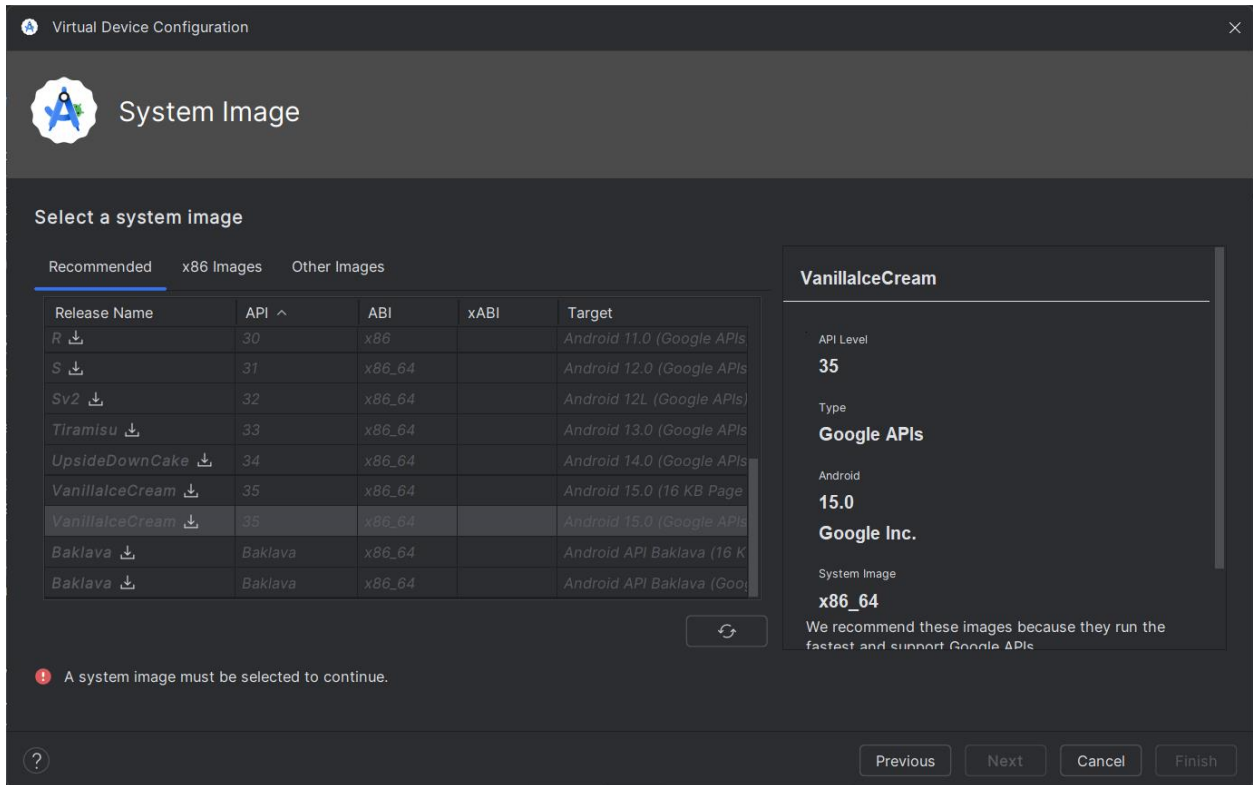 Virtual Device Configuration
System Image
Select a system image
Recommended x86 Images Other Images
Release Name API ABI xABI Target
R 30 x86 Android 11.0 (Google APIs
S 31 x86_64 Android 12.0 (Google APIs
Sv2 32 x86_64 Android 12L (Google APIs)
Tiramisu 33 x86_64 Android 13.0 (Google APIs
UpsideDownCake 34 x86_64 Android 14.0 (Google APIs
VanillaIceCream 35 x86_64 Android 15.0 (16 KB Page
VanillaIceCream 35 x86_64 Android 15.0 (Google APIs
Baklava Baklava x86_64 Android API Baklava (16 K
Baklava Baklava x86_64 Android API Baklava (Goog
VanillaIceCream
API Level
35
Type
Google APIs
Android
15.0
Google Inc.
System Image
x86_64
We recommend these images because they run the
fastest and support Google APIs
A system image must be selected to continue.
? Previous Next Cancel Finish